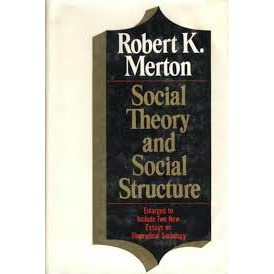 Robert K.
Merton
Social
Theory
and
Social
Structure
Enlarged to
Include Two New
Essays on
Theoretical Sociology